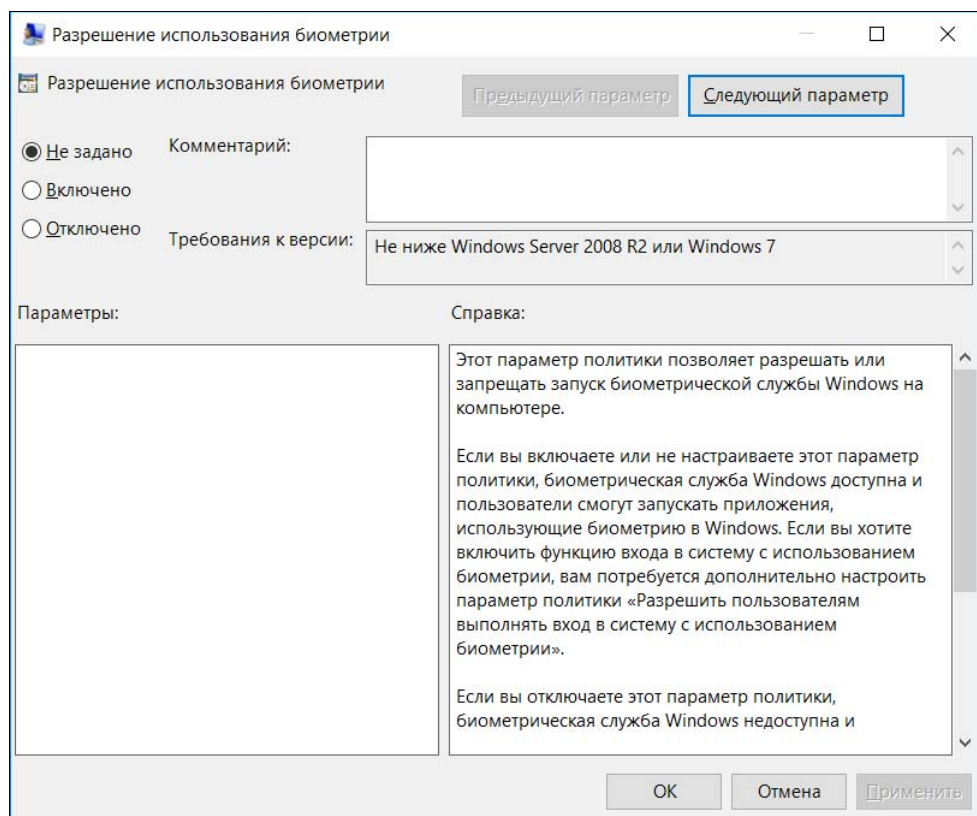 Разрешение использования биометрии
Разрешение использования биометрии
Предыдущий параметр
Следующий параметр
Не задано
Включено
Отключено
Комментарий:
Требования к версии:
Не ниже Windows Server 2008 R2 или Windows 7
Параметры:
Справка:
Этот параметр политики позволяет разрешать или
запрещать запуск биометрической службы Windows на
компьютере.
Если вы включаете или не настраиваете этот параметр
политики, биометрическая служба Windows доступна и
пользователи смогут запускать приложения,
использующие биометрию в Windows. Если вы хотите
включить функцию входа в систему с использованием
биометрии, вам потребуется дополнительно настроить
параметр политики «Разрешить пользователям
выполнять вход в систему с использованием
биометрии».
Если вы отключаете этот параметр политики,
биометрическая служба Windows недоступна и
ОК
Отмена
Применить